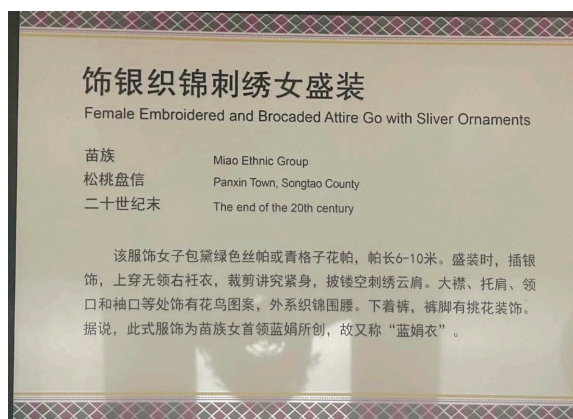 饰银织锦刺绣女盛装
Female Embroidered and Brocaded Attire Go with Sliver Ornaments
苗族 Miao Ethnic Group
松桃盘信 Panxin Town, Songtao County
二十世纪末 The end of the 20th century
该服饰女子包黛绿色丝帕或青格子花帕，帕长6-10米。盛装时，插银
饰，上穿无领右衽衣，裁剪讲究紧身，披镂空刺绣云肩。大襟、托肩、领
口和袖口等处饰有花鸟图案，外系织锦围腰。下着裤，裤脚有挑花装饰。
据说，此式服饰为苗族女首领蓝娟所创，故又称“蓝娟衣”。